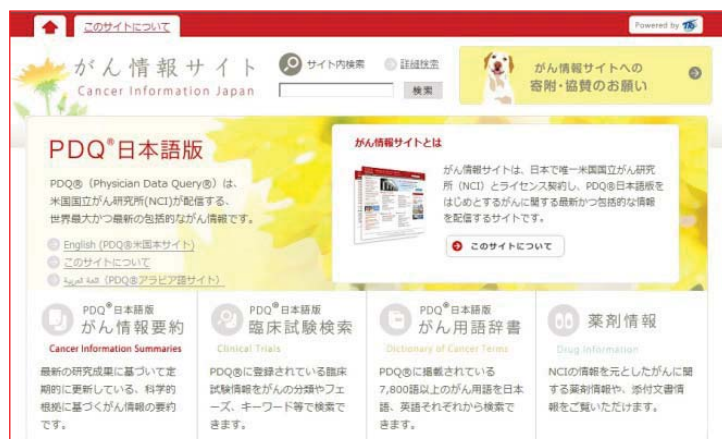 このサイトについて
Powered by
がん情報サイト
Cancer Information Japan
サイト内検索
詳細検索
検索
がん情報サイトへの
寄附・協賛のお願い
PDQ®日本語版
PDQ® (Physician Data Query®) は、
米国国立がん研究所(NCI)が配信する、
世界最大かつ最新の包括的ながん情報です。
English (PDQ®米国本サイト)
このサイトについて
(PDQ®アラビア語サイト)
がん情報サイトとは
がん情報サイトは、日本で唯一米国国立がん研究
所（NCI）とライセンス契約し、PDQ®日本語版を
はじめとするがんに関する最新かつ包括的な情報
を配信するサイトです。
このサイトについて
PDQ®日本語版
がん情報要約
Cancer Information Summaries
最新の研究成果に基づいて定
期的に更新している、科学的
根拠に基づくがん情報の要約
です。
PDQ®日本語版
臨床試験検索
Clinical Trials
PDQ®に登録されている臨床
試験情報をがんの分類やフェ
ーズ、キーワード等で検索で
きます。
PDQ®日本語版
がん用語辞書
Dictionary of Cancer Terms
PDQ®に掲載されている
7,800語以上のがん用語を日本
語、英語それぞれから検索で
きます。
薬剤情報
Drug Information
NCIの情報を元としたがんに関
する薬剤情報や、添付文書情
報をご覧いただけます。